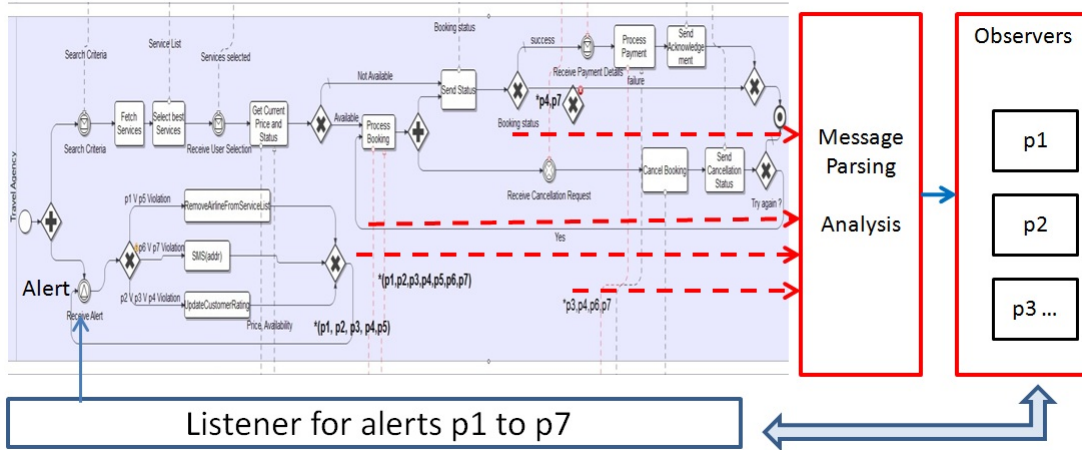 Booking status
Search Criteria
Service List
Services selected
success
Process
Payment
Send
Acknowledge
ment
Not Available
Send Status
Receive Payment Details
failure
*p4,p7
Fetch
Services
Select best
Services
Get Current
Price and
Status
Available
Process
Booking
Booking status
Search Criteria
Receive User Selection
Cancel Booking
Send
Cancellation
Status
Receive Cancellation Request
Try again ?
Travel Agency
p1 V p5 Violation
RemoveAirlineFromServiceList
Yes
p6 V p7 Violation
SMS(addr)
*(p1,p2,p3,p4,p5,p6,p7)
Alert
p2 V p3 V p4 Violation
UpdateCustomerRating
*p3,p4,p6,p7
Receive Alert
Price, Availability
*(p1, p2, p3, p4,p5)
Message
Parsing
Analysis
Observers
p1
p2
p3 ...
Listener for alerts p1 to p7